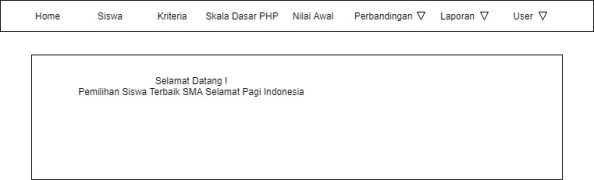 Home Siswa Kriteria Skala Dasar PHP Nilai Awal Perbandingan ▽ Laporan ▽ User ▽
Selamat Datang !
Pemilihan Siswa Terbaik SMA Selamat Pagi Indonesia